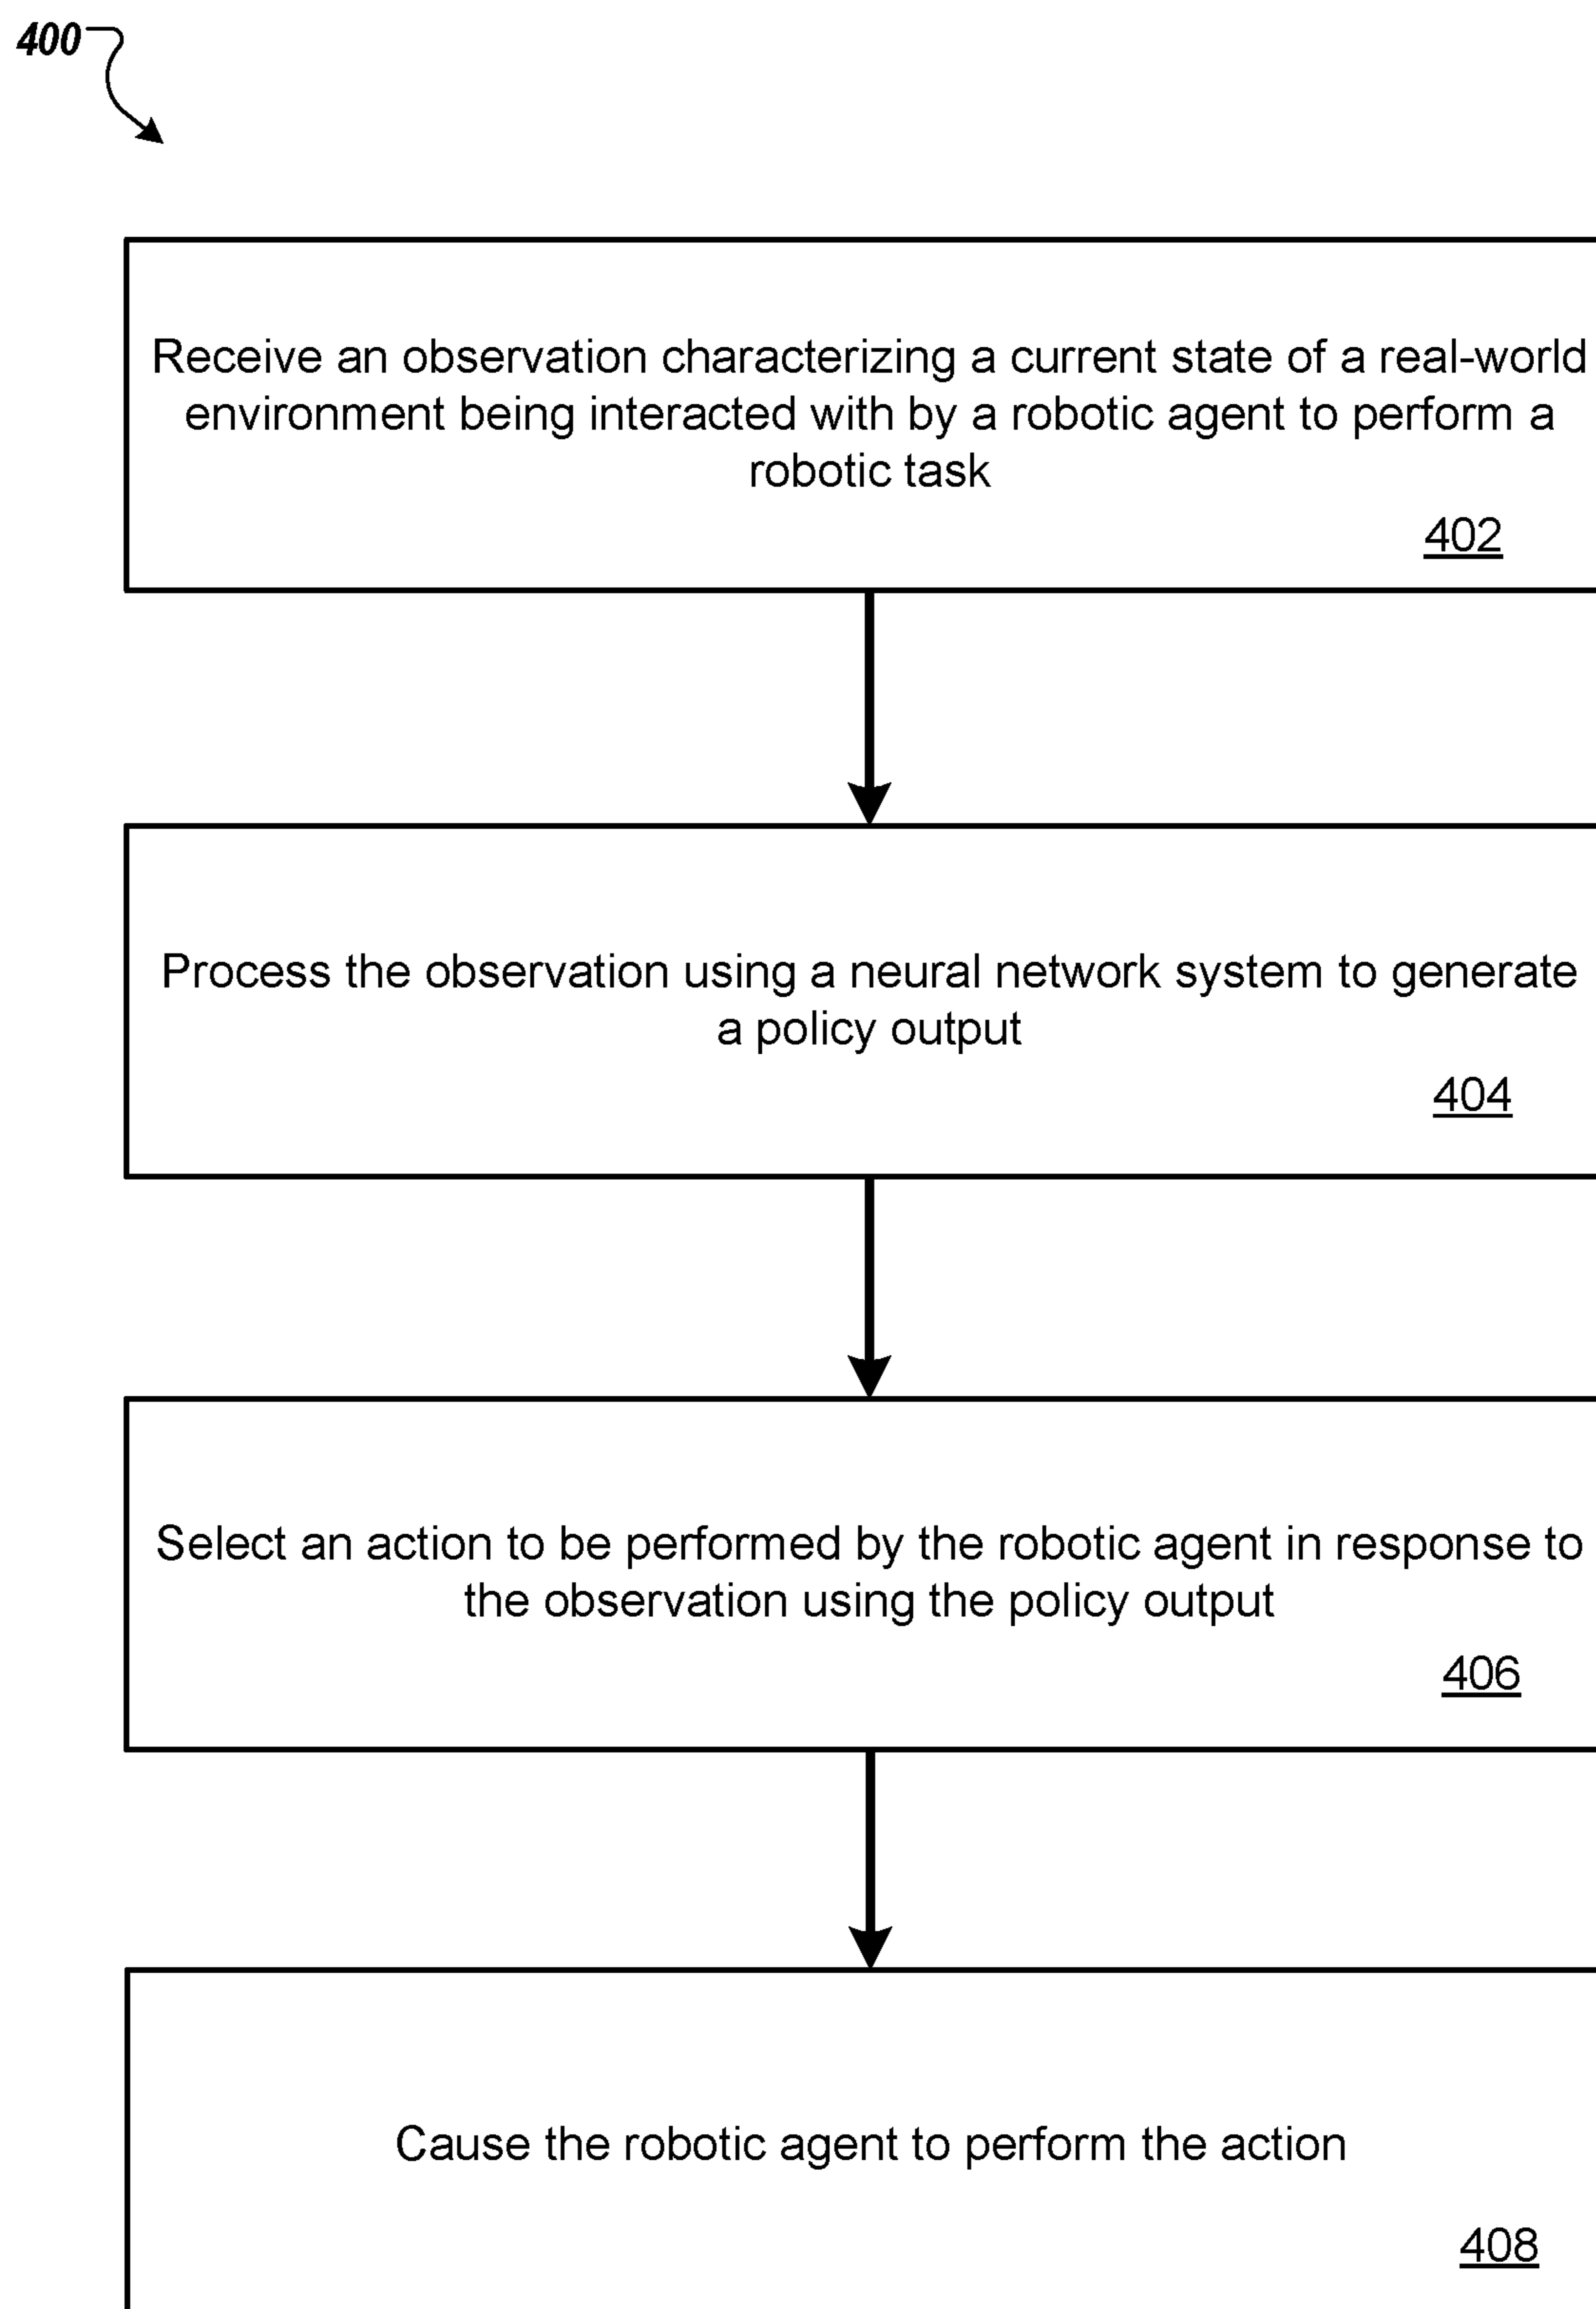 400
Receive an observation characterizing a current state of a real-world
environment being interacted with by a robotic agent to perform a
robotic task
402
Process the observation using a neural network system to generate
a policy output
404
Select an action to be performed by the robotic agent in response to
the observation using the policy output
406
Cause the robotic agent to perform the action
408